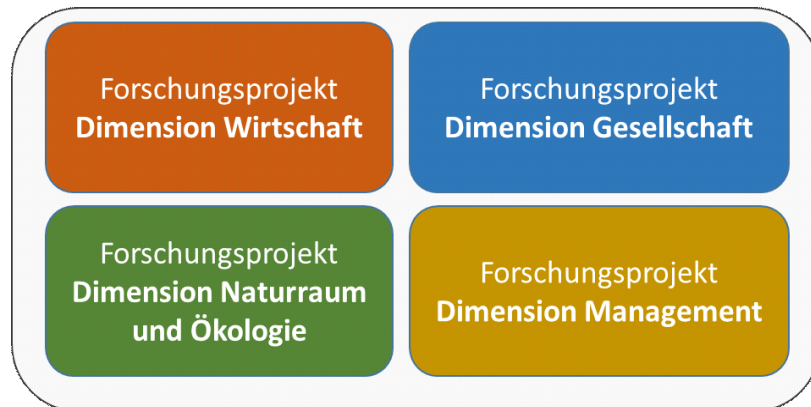 Forschungsprojekt
Dimension Wirtschaft
Forschungsprojekt
Dimension Gesellschaft
Forschungsprojekt
Dimension Naturraum
und Ökologie
Forschungsprojekt
Dimension Management